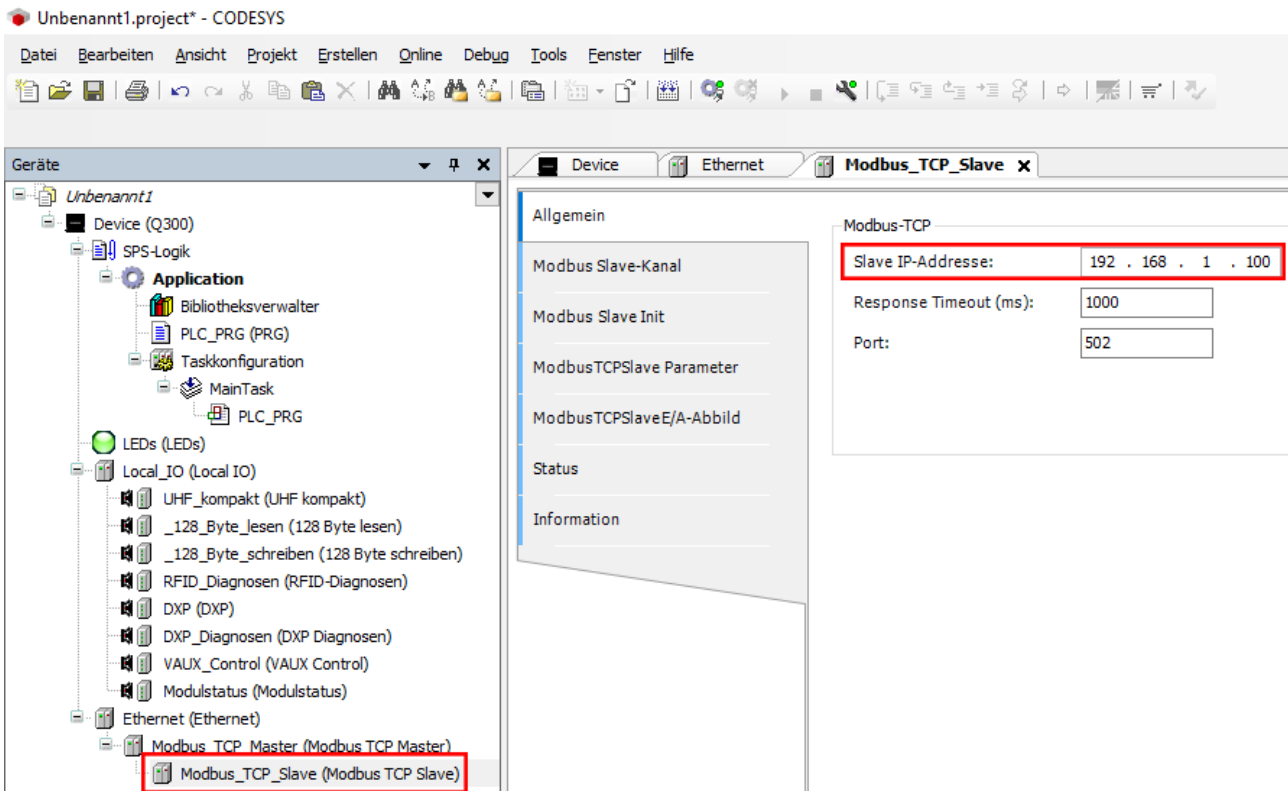 Unbenannt1.project* - CODESYS
Datei Bearbeiten Ansicht Projekt Erstellen Online Debug Tools Fenster Hilfe
Geräte
Unbenannt1
Device (Q300)
SPS-Logik
Application
Bibliotheksverwalter
PLC_PRG (PRG)
Taskkonfiguration
MainTask
PLC_PRG
LEDs (LEDs)
Local_IO (Local IO)
UHF_kompakt (UHF kompakt)
_128_Byte_lesen (128 Byte lesen)
_128_Byte_schreiben (128 Byte schreiben)
RFID_Diagnosen (RFID-Diagnosen)
DXP (DXP)
DXP_Diagnosen (DXP Diagnosen)
VAUX_Control (VAUX Control)
Modulstatus (Modulstatus)
Ethernet (Ethernet)
Modbus_TCP_Master (Modbus TCP Master)
Modbus_TCP_Slave (Modbus TCP Slave)
Device Ethernet Modbus_TCP_Slave
Allgemein
Modbus Slave-Kanal
Modbus Slave Init
ModbusTCPSlave Parameter
ModbusTCPSlaveE/A-Abbild
Status
Information
Modbus-TCP
Slave IP-Addresse: 192 . 168 . 1 . 100
Response Timeout (ms): 1000
Port: 502